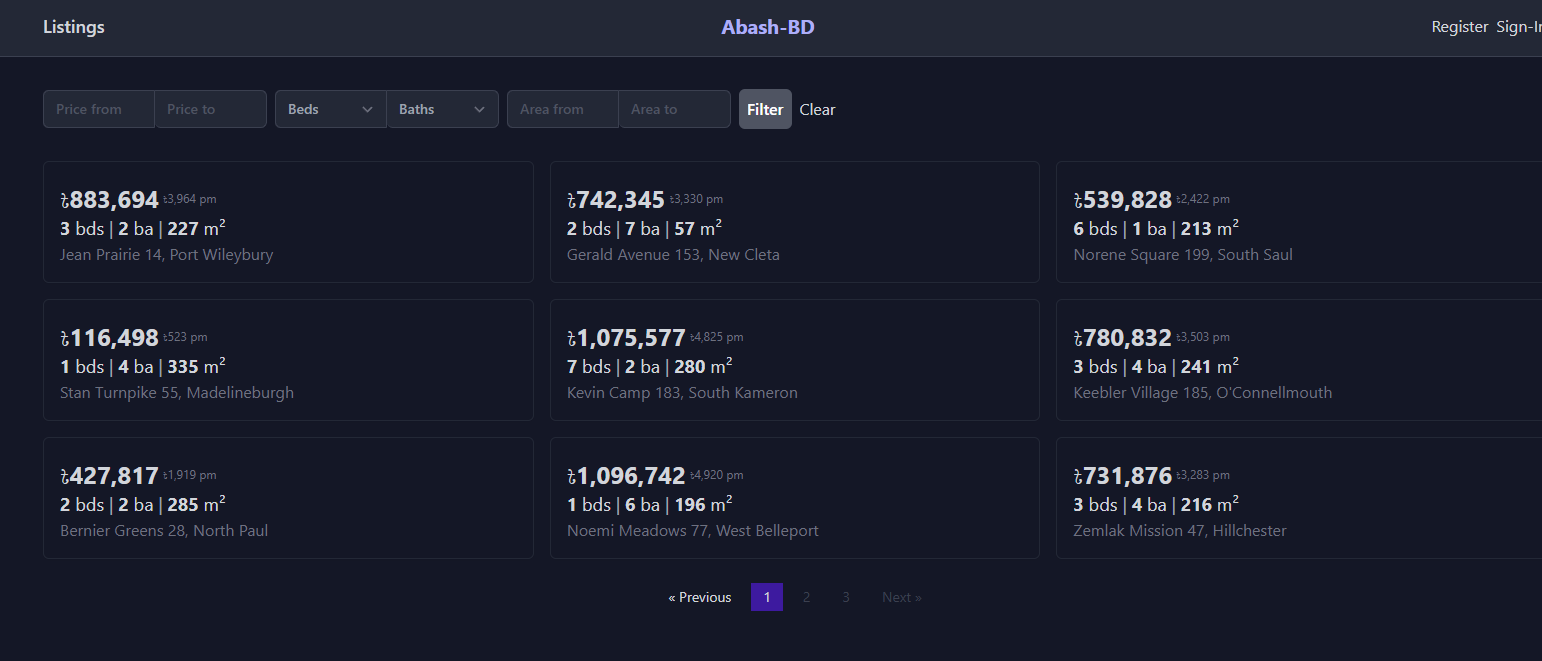 Listings Abash-BD Register Sign-In
Price from Price to Beds Baths Area from Area to Filter Clear
৳883,694 ৳3,964 pm
3 bds | 2 ba | 227 m²
Jean Prairie 14, Port Wileybury
৳742,345 ৳3,330 pm
2 bds | 7 ba | 57 m²
Gerald Avenue 153, New Cleta
৳539,828 ৳2,422 pm
6 bds | 1 ba | 213 m²
Norene Square 199, South Saul
৳116,498 ৳523 pm
1 bds | 4 ba | 335 m²
Stan Turnpike 55, Madelineburgh
৳1,075,577 ৳4,825 pm
7 bds | 2 ba | 280 m²
Kevin Camp 183, South Kameron
৳780,832 ৳3,503 pm
3 bds | 4 ba | 241 m²
Keebler Village 185, O'Connellmouth
৳427,817 ৳1,919 pm
2 bds | 2 ba | 285 m²
Bernier Greens 28, North Paul
৳1,096,742 ৳4,920 pm
1 bds | 6 ba | 196 m²
Noemi Meadows 77, West Belleport
৳731,876 ৳3,283 pm
3 bds | 4 ba | 216 m²
Zemlak Mission 47, Hillchester
« Previous 1 2 3 Next »